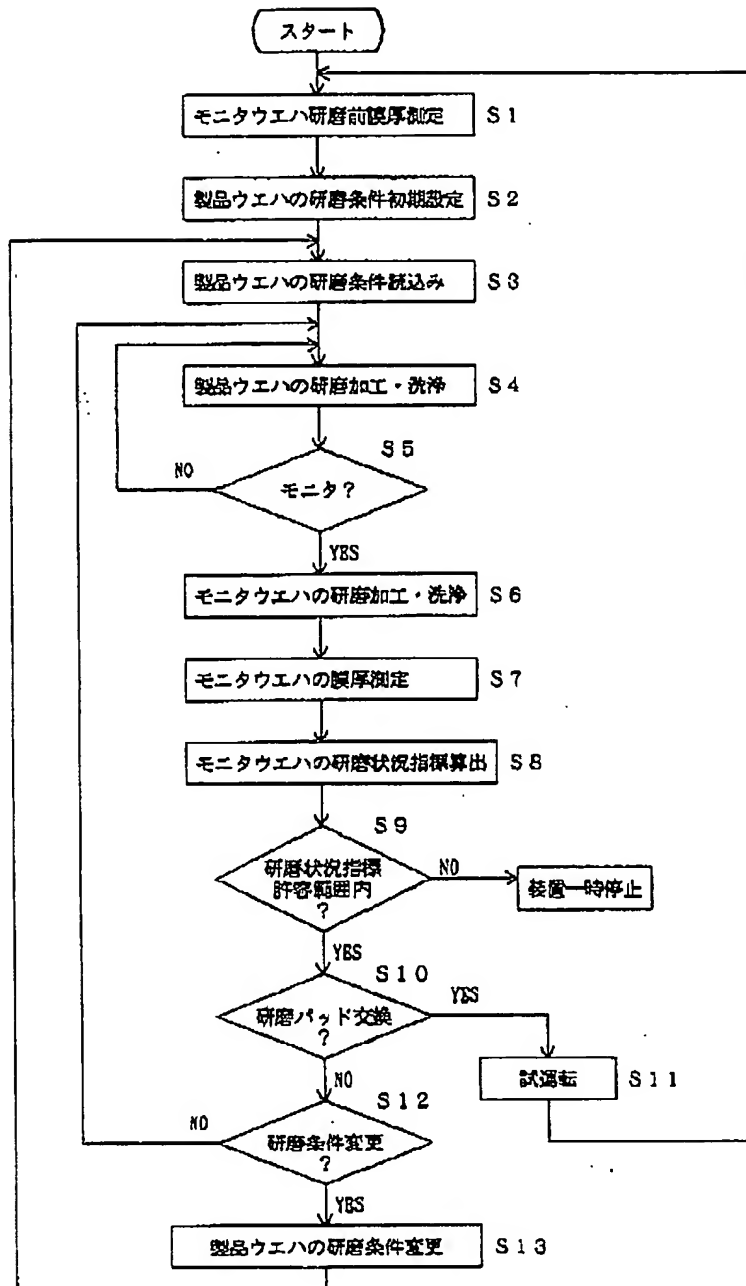 スタート
モニタウエハ研磨前膜厚測定 S1
製品ウエハの研磨条件初期設定 S2
製品ウエハの研磨条件読込み S3
製品ウエハの研磨加工・洗浄 S4
S5
NO
モニタ？
YES
モニタウエハの研磨加工・洗浄 S6
モニタウエハの膜厚測定 S7
モニタウエハの研磨状況指標算出 S8
S9
研磨状況指標
許容範囲内
？
NO
装置一時停止
YES
S10
研磨パッド交換
？
YES
試運転 S11
NO
S12
NO
研磨条件変更
？
YES
製品ウエハの研磨条件変更 S13